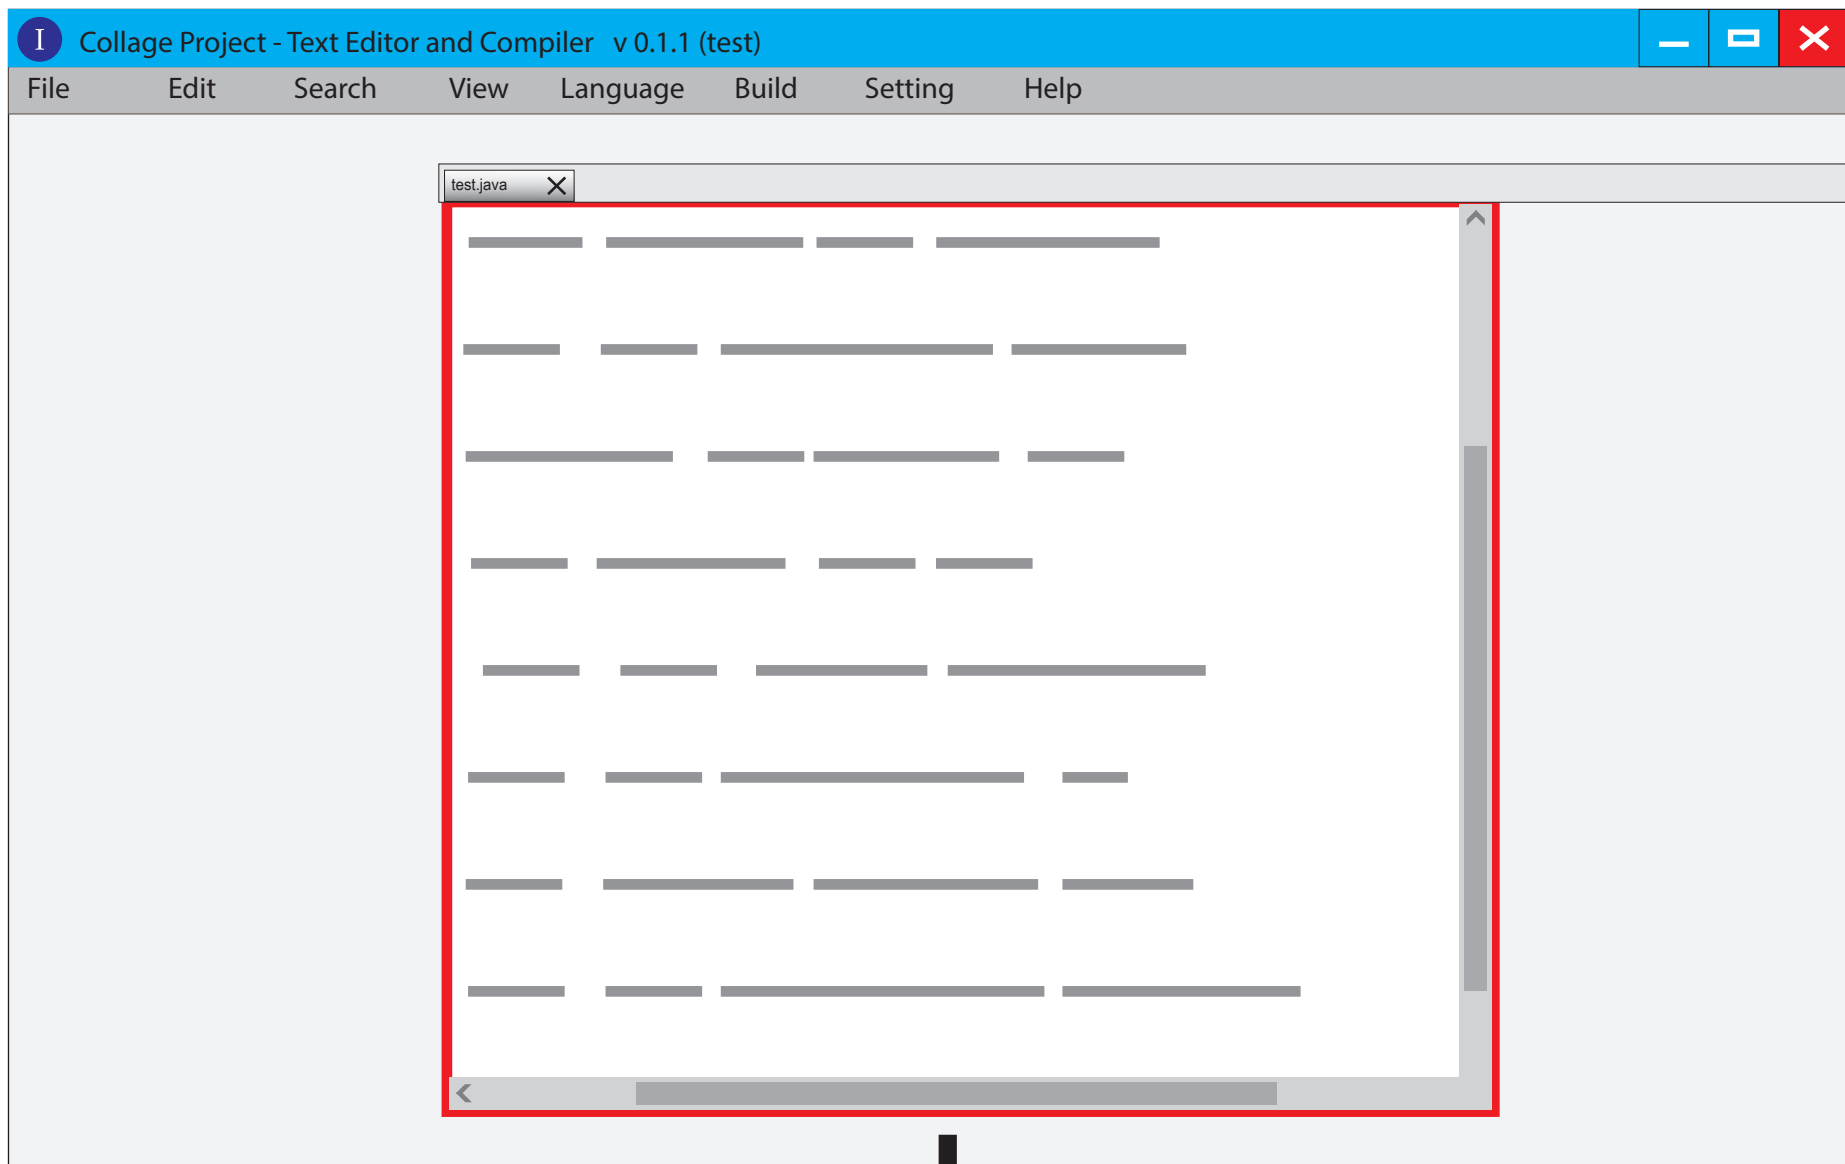 I Collage Project - Text Editor and Compiler v 0.1.1 (test)
File Edit Search View Language Build Setting Help
test.java